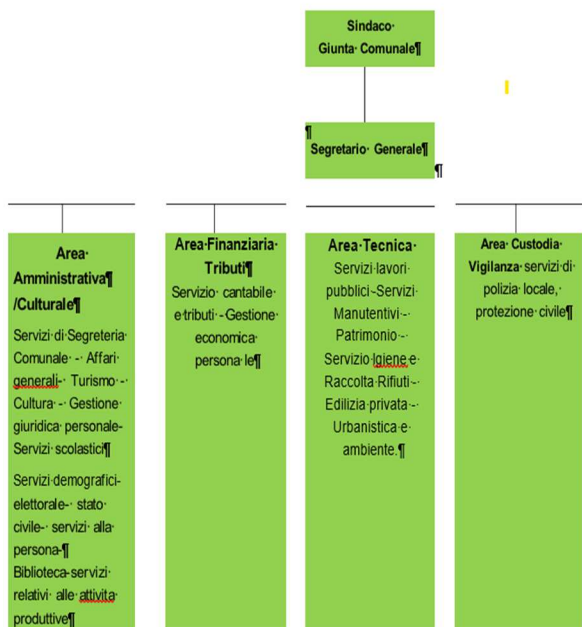 Sindaco
Giunta Comunale¶
¶
Segretario Generale¶
¶
Area
Amministrativa¶
/Culturale¶
Servizi di Segreteria
Comunale - Affari
generali- Turismo -
Cultura - Gestione
giuridica personale-
Servizi scolastici¶
Servizi demografici-
elettorale- stato
civile- servizi alla
persona-¶
Biblioteca-servizi
relativi alle attivita
produttive¶
Area Finanziaria
Tributi¶
Servizio cantabile
e tributi - Gestione
economica
persona le¶
Area Tecnica
Servizi lavori
pubblici-Servizi
Manutentivi -
Patrimonio -
Servizio Igiene e
Raccolta Rifiuti-
Edilizia privata -
Urbanistica e
ambiente.¶
Area Custodia
Vigilanza servizi di
polizia locale,
protezione civile¶